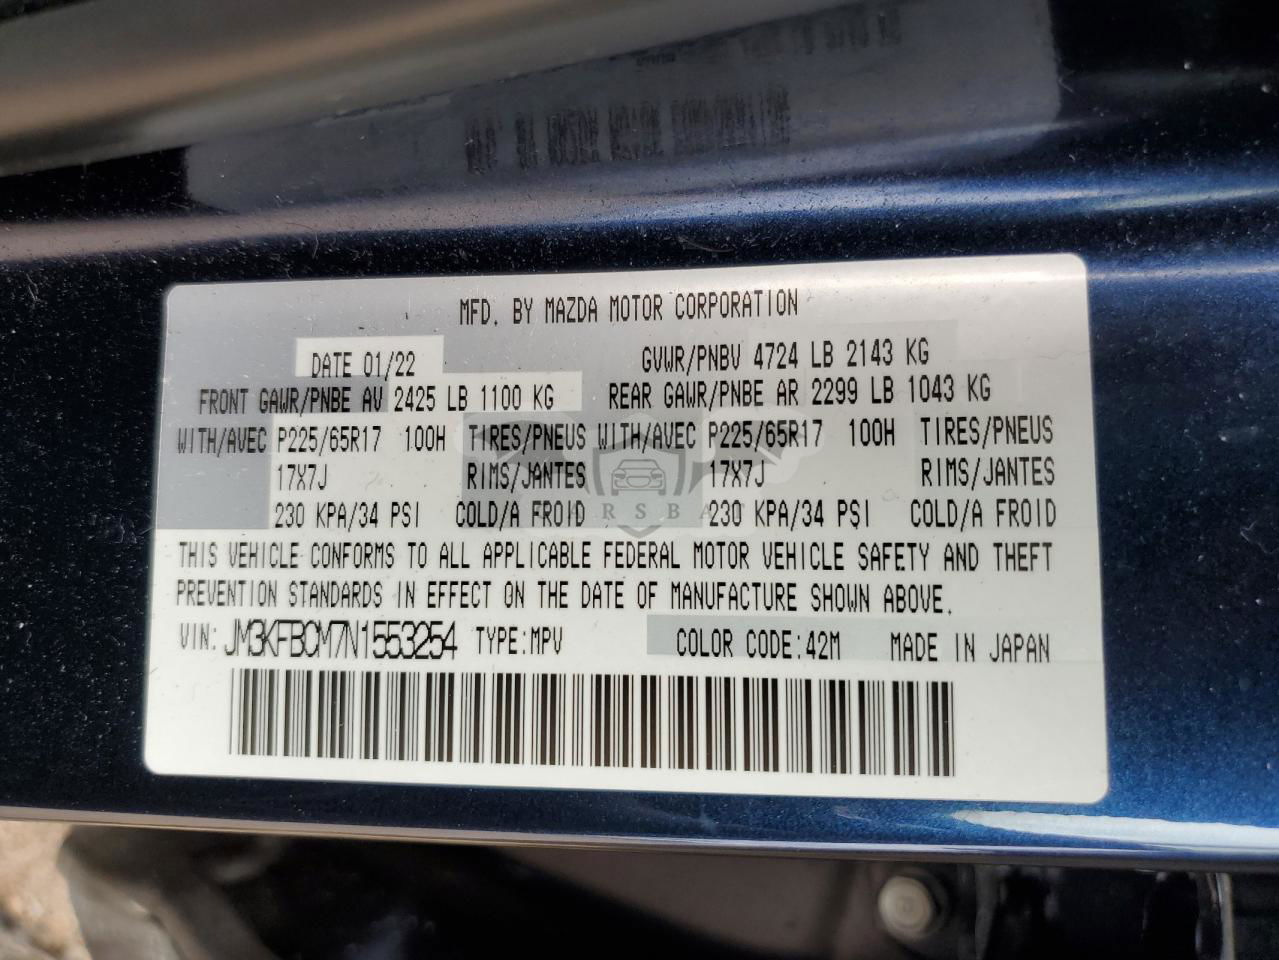 MFD. BY MAZDA MOTOR CORPORATION
DATE 01/22 GVWR/PNBV 4724 LB 2143 KG
FRONT GAWR/PNBE AV 2425 LB 1100 KG REAR GAWR/PNBE AR 2299 LB 1043 KG
WITH/AVEC P225/65R17 100H TIRES/PNEUS WITH/AVEC P225/65R17 100H TIRES/PNEUS
17X7J RIMS/JANTES 17X7J RIMS/JANTES
230 KPA/34 PSI COLD/A FROID 230 KPA/34 PSI COLD/A FROID
THIS VEHICLE CONFORMS TO ALL APPLICABLE FEDERAL MOTOR VEHICLE SAFETY AND THEFT
PREVENTION STANDARDS IN EFFECT ON THE DATE OF MANUFACTURE SHOWN ABOVE.
VIN: JM3KFBCM7N1553254 TYPE:MPV COLOR CODE:42M MADE IN JAPAN